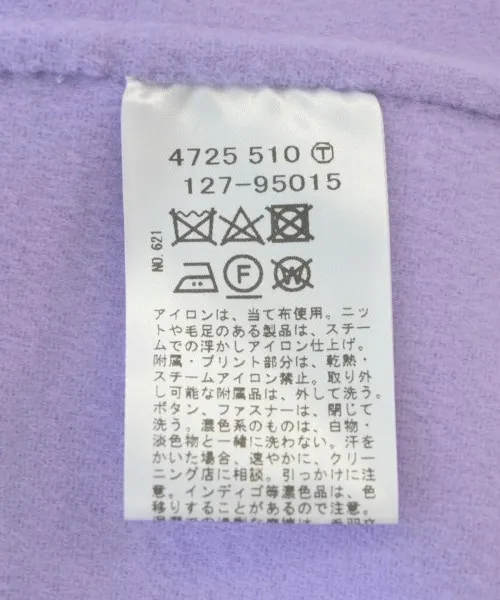 4725 510 Ⓣ
127-95015
NO.621
F W
アイロンは、当て布使用。ニッ
トや毛足のある製品は、スチー
ムでの浮かしアイロン仕上げ。
附属・プリント部分は、乾熱・
スチームアイロン禁止。取り外
し可能な附属品は、外して洗う。
ボタン、ファスナーは、閉じて
洗う。濃色系のものは、白物・
淡色物と一緒に洗わない。汗を
かいた場合、速やかに、クリー
ニング店に相談。引っかけに注
意。インディゴ等濃色品は、色
移りすることがあるので注意。